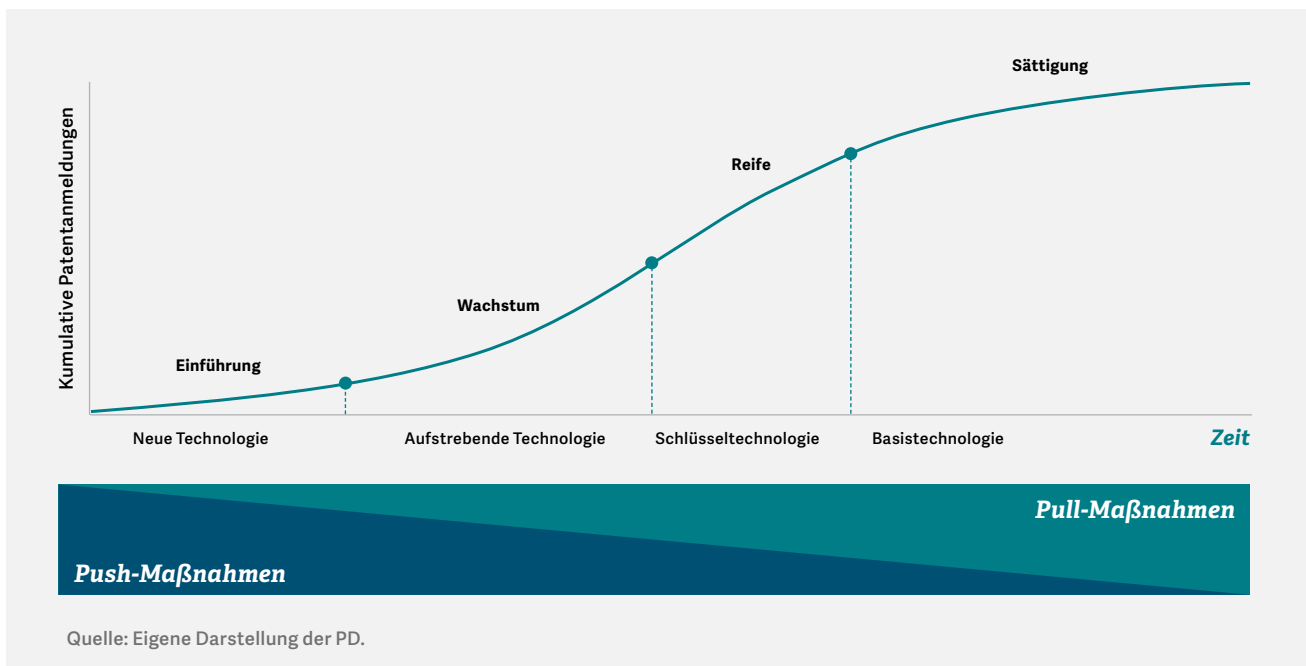 Sättigung
Kumulative Patentanmeldungen
Reife
Wachstum
Einführung
Neue Technologie
Aufstrebende Technologie
Schlüsseltechnologie
Basistechnologie
Zeit
Pull-Maßnahmen
Push-Maßnahmen
Quelle: Eigene Darstellung der PD.